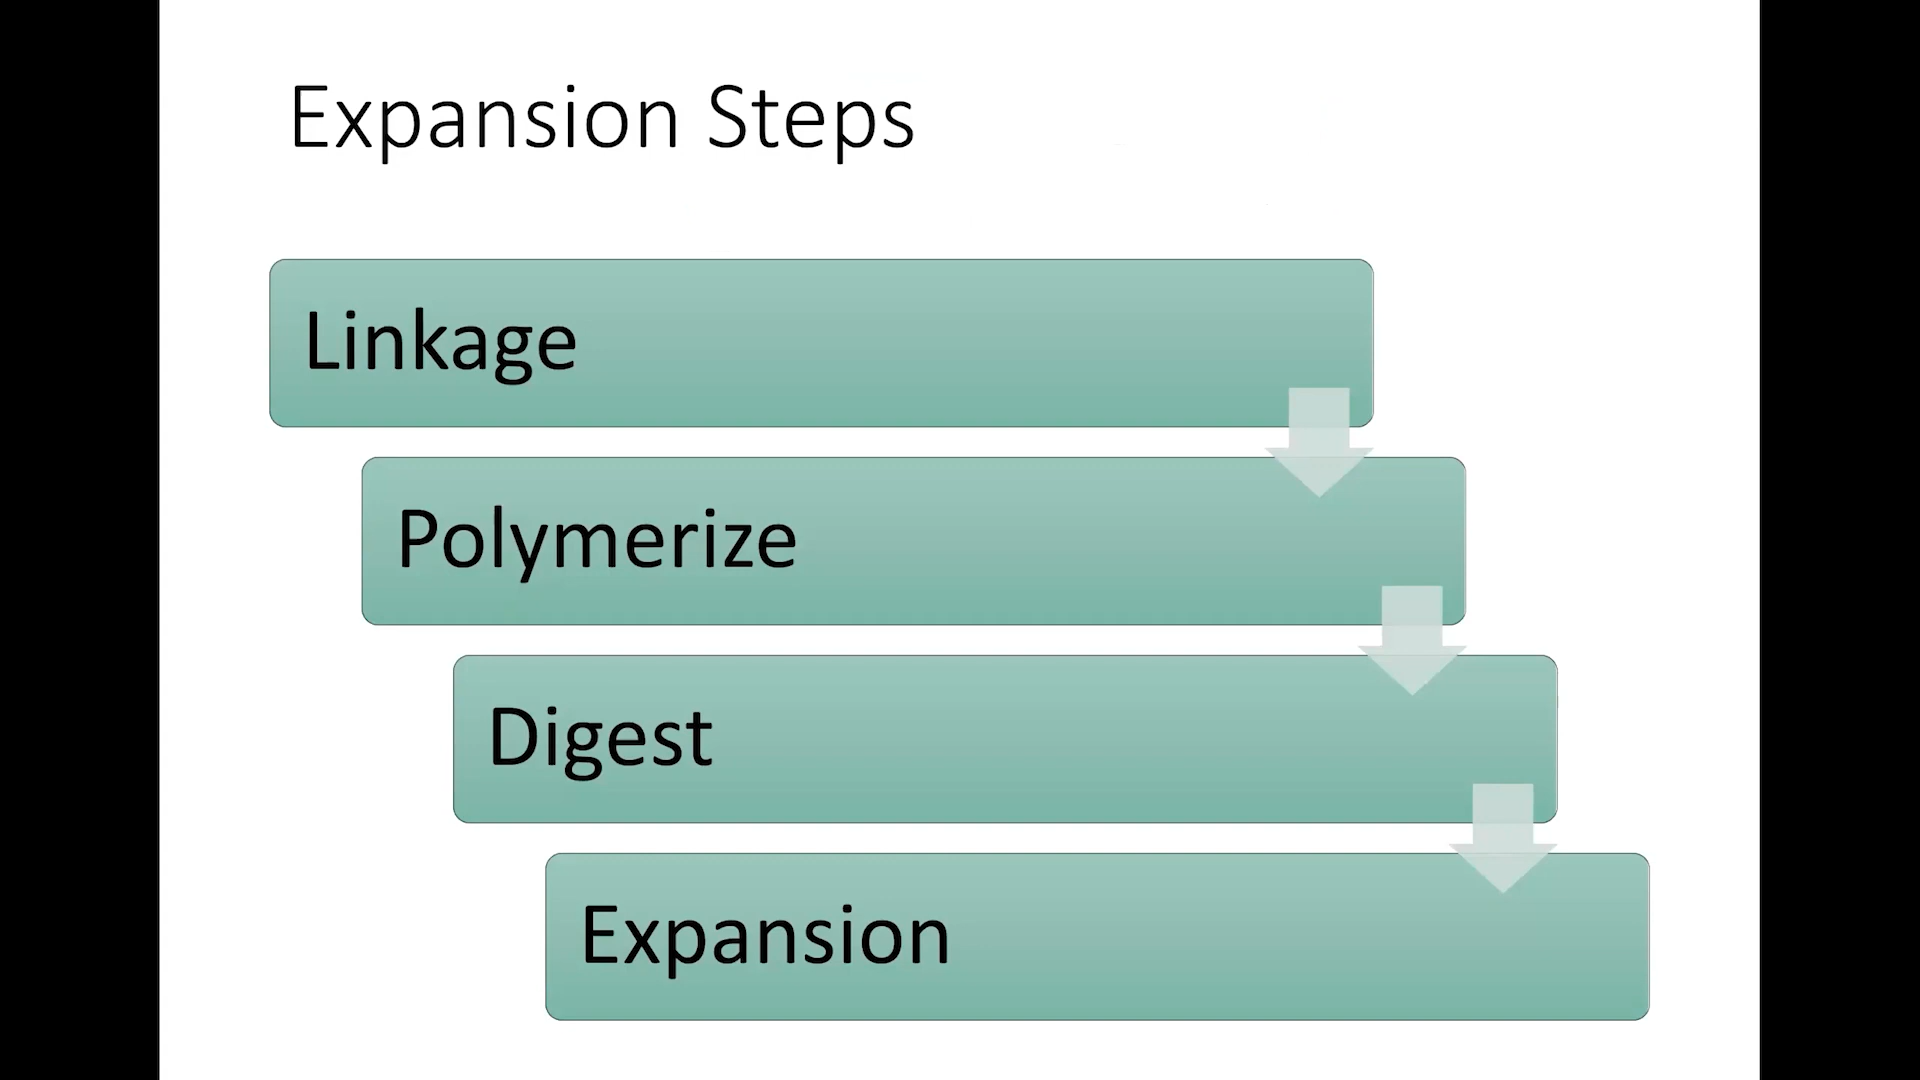 Expansion Steps
Linkage
Polymerize
Digest
Expansion